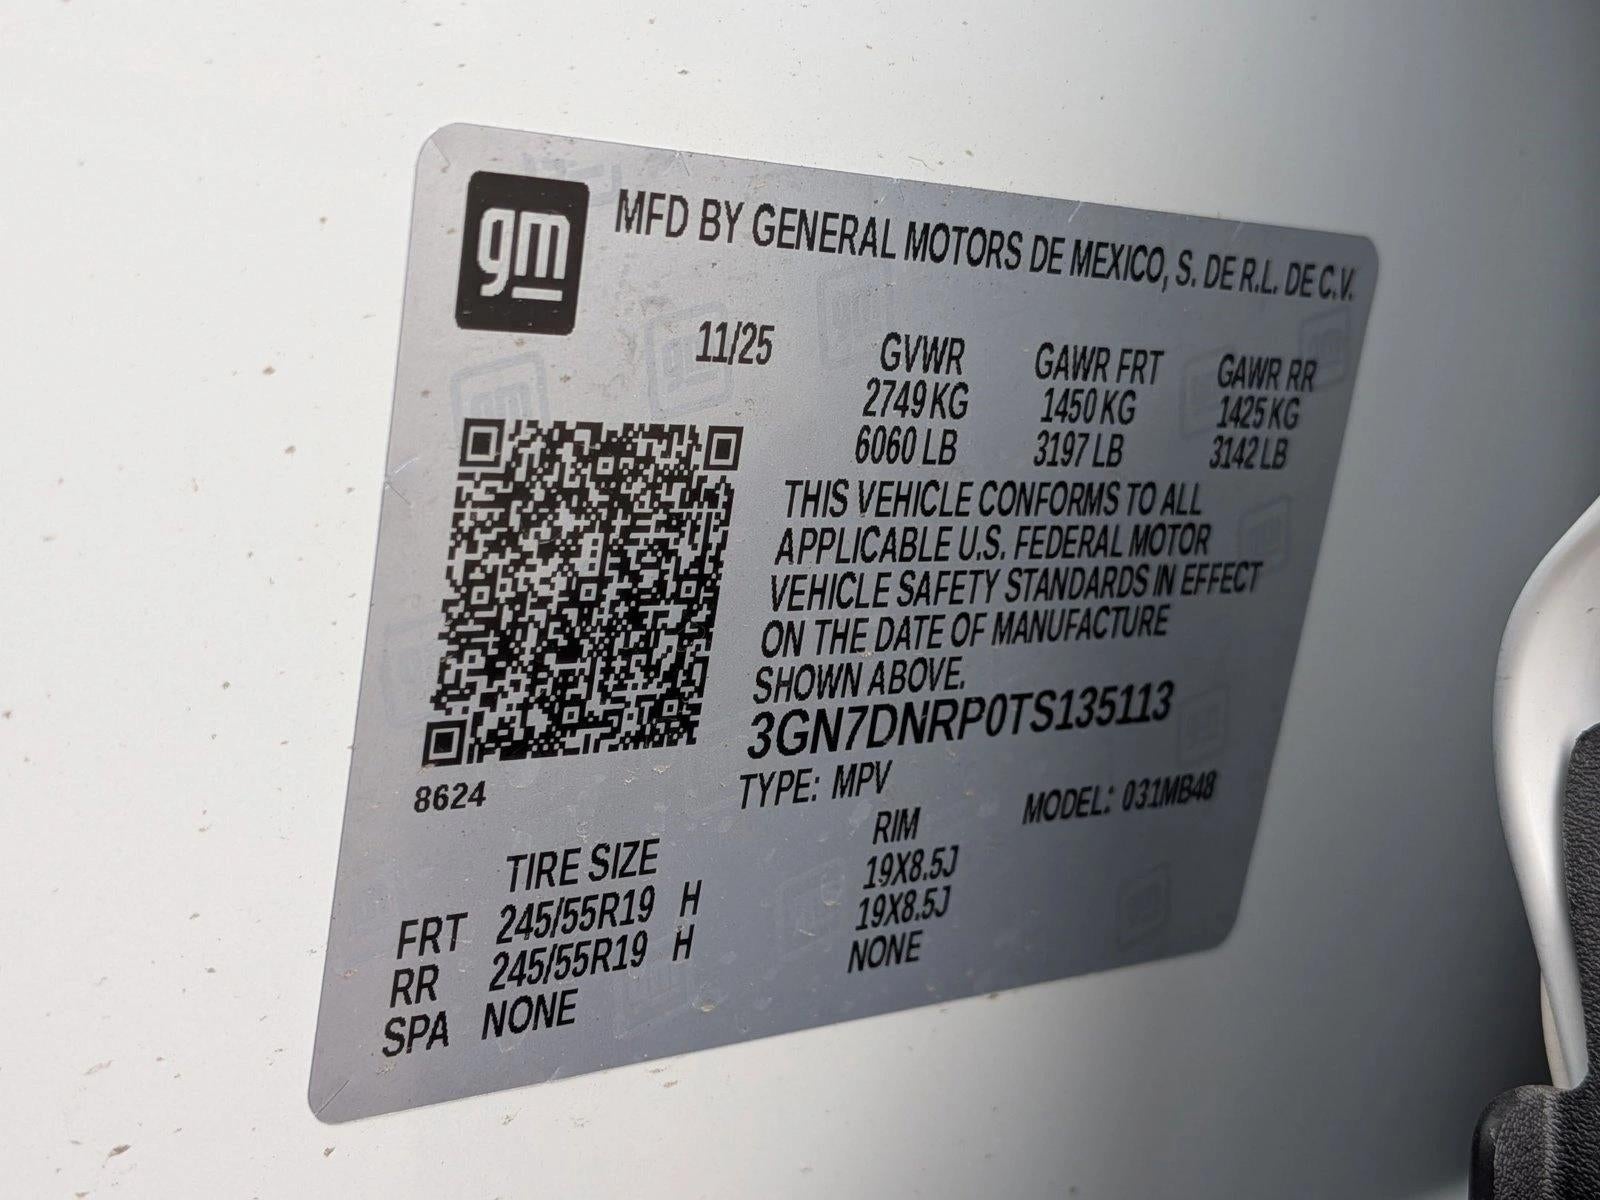 gm
MFD BY GENERAL MOTORS DE MEXICO, S. DE R.L. DE C.V.
11/25 GVWR GAWR FRT GAWR RR
2749 KG 1450 KG 1425 KG
6060 LB 3197 LB 3142 LB
THIS VEHICLE CONFORMS TO ALL
APPLICABLE U.S. FEDERAL MOTOR
VEHICLE SAFETY STANDARDS IN EFFECT
ON THE DATE OF MANUFACTURE
SHOWN ABOVE.
3GN7DNRP0TS135113
8624
TYPE: MPV MODEL: 031MB48
TIRE SIZE RIM
FRT 245/55R19 H 19X8.5J
RR 245/55R19 H 19X8.5J
SPA NONE NONE